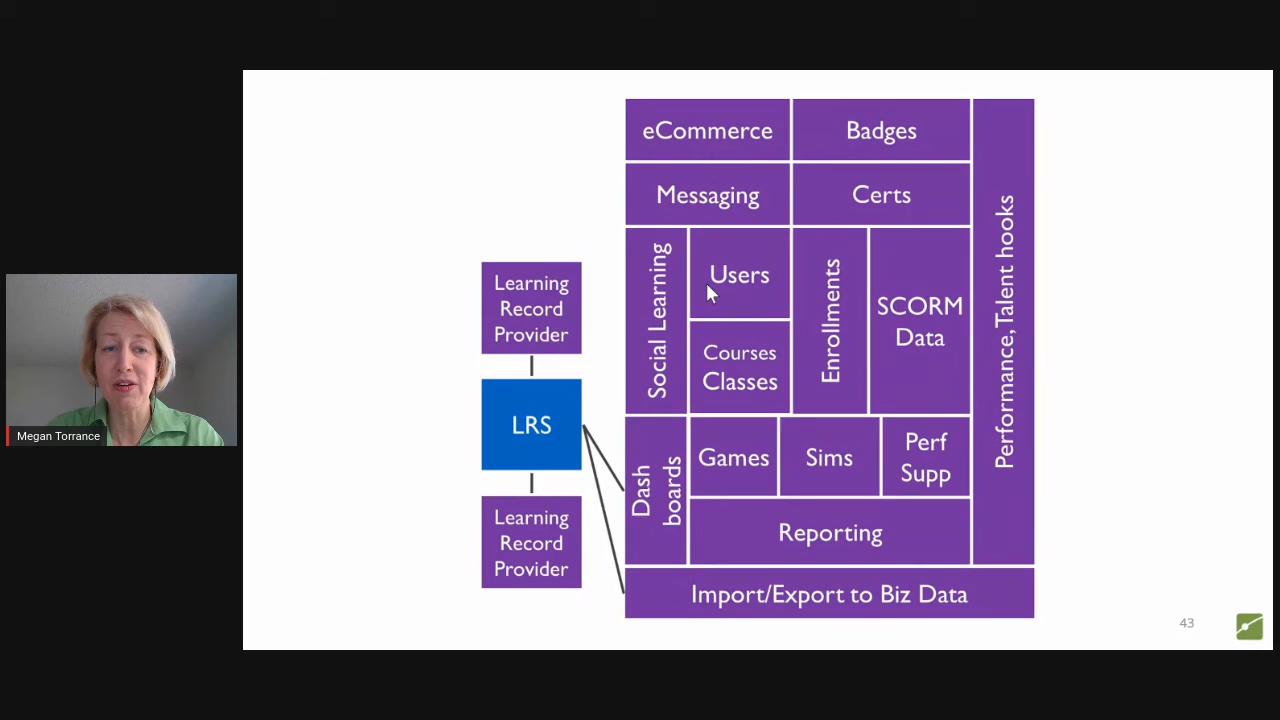 eCommerce
Badges
Messaging
Certs
Social Learning
Users
Courses
Classes
Enrollments
SCORM
Data
Performance, Talent hooks
Learning
Record
Provider
LRS
Learning
Record
Provider
Dash
boards
Games
Sims
Perf
Supp
Reporting
Import/Export to Biz Data
Megan Torrance
43